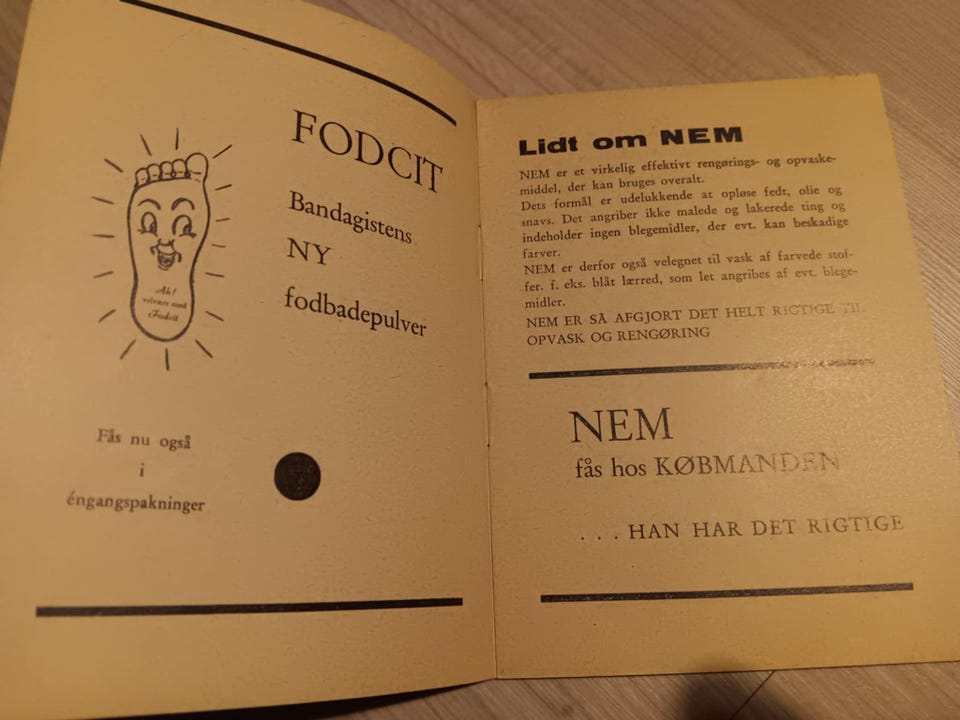 FODCIT
Bandagistens
NY
fodbadepulver
Ah!
velvære med
Fodcit
Fås nu også
i
éngangspakninger
Lidt om NEM
NEM er et virkelig effektivt rengørings- og opvaske-
middel, der kan bruges overalt.
Dets formål er udelukkende at opløse fedt, olie og
snavs. Det angriber ikke malede og lakerede ting og
indeholder ingen blegemidler, der evt. kan beskadige
farver.
NEM er derfor også velegnet til vask af farvede stof-
fer. f. eks. blåt lærred, som let angribes af evt. blege-
midler.
NEM ER SÅ AFGJORT DET HELT RIGTIGE TIL
OPVASK OG RENGØRING
NEM
fås hos KØBMANDEN
. . . HAN HAR DET RIGTIGE